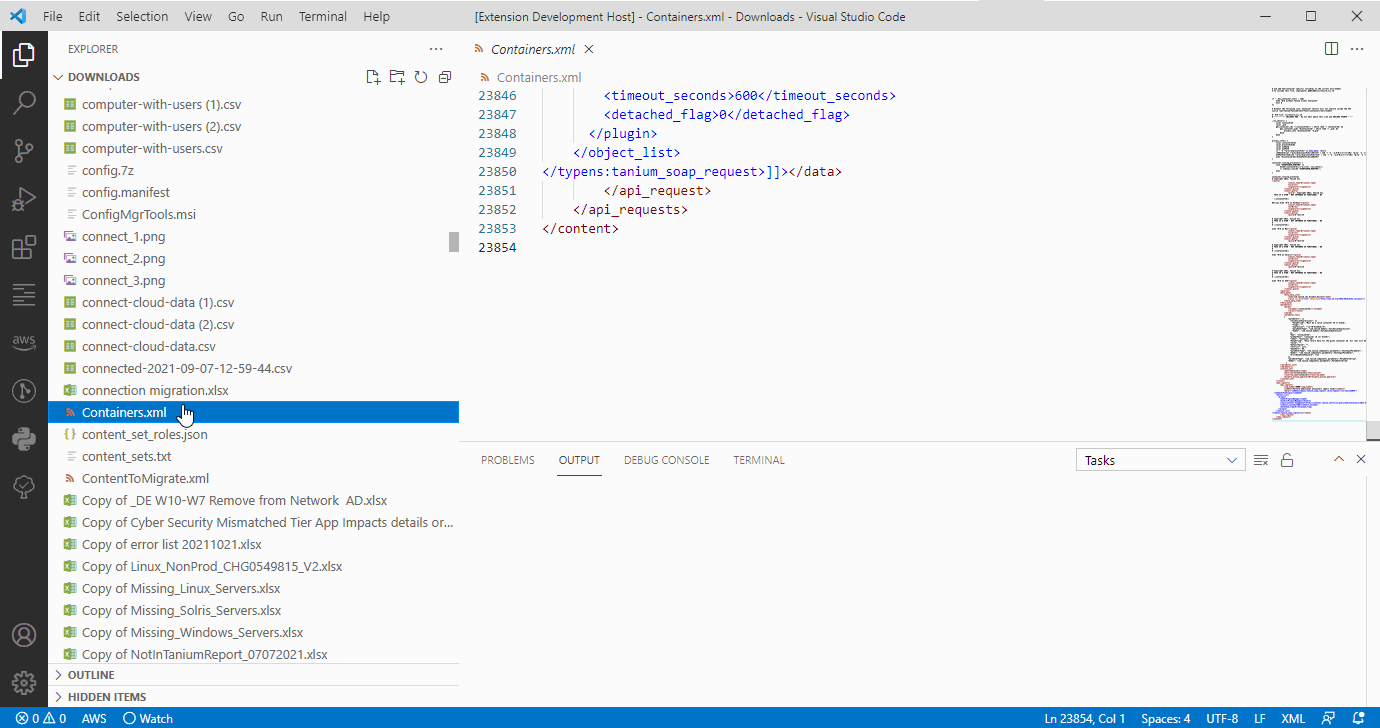 File Edit Selection View Go Run Terminal Help [Extension Development Host] - Containers.xml - Downloads - Visual Studio Code
EXPLORER
DOWNLOADS
computer-with-users (1).csv
computer-with-users (2).csv
computer-with-users.csv
config.7z
config.manifest
ConfigMgrTools.msi
connect_1.png
connect_2.png
connect_3.png
connect-cloud-data (1).csv
connect-cloud-data (2).csv
connect-cloud-data.csv
connected-2021-09-07-12-59-44.csv
connection migration.xlsx
Containers.xml
content_set_roles.json
content_sets.txt
ContentToMigrate.xml
Copy of _DE W10-W7 Remove from Network  AD.xlsx
Copy of Cyber Security Mismatched Tier App Impacts details or...
Copy of error list 20211021.xlsx
Copy of Linux_NonProd_CHG0549815_V2.xlsx
Copy of Missing_Linux_Servers.xlsx
Copy of Missing_Solris_Servers.xlsx
Copy of Missing_Windows_Servers.xlsx
Copy of NotInTaniumReport_07072021.xlsx
OUTLINE
HIDDEN ITEMS
aws
Containers.xml
Containers.xml
23846 <timeout_seconds>600</timeout_seconds>
23847 <detached_flag>0</detached_flag>
23848 </plugin>
23849 </object_list>
23850 </typens:tanium_soap_request>]]></data>
23851 </api_request>
23852 </api_requests>
23853 </content>
23854
PROBLEMS OUTPUT DEBUG CONSOLE TERMINAL Tasks
0 0 AWS Watch Ln 23854, Col 1 Spaces: 4 UTF-8 LF XML